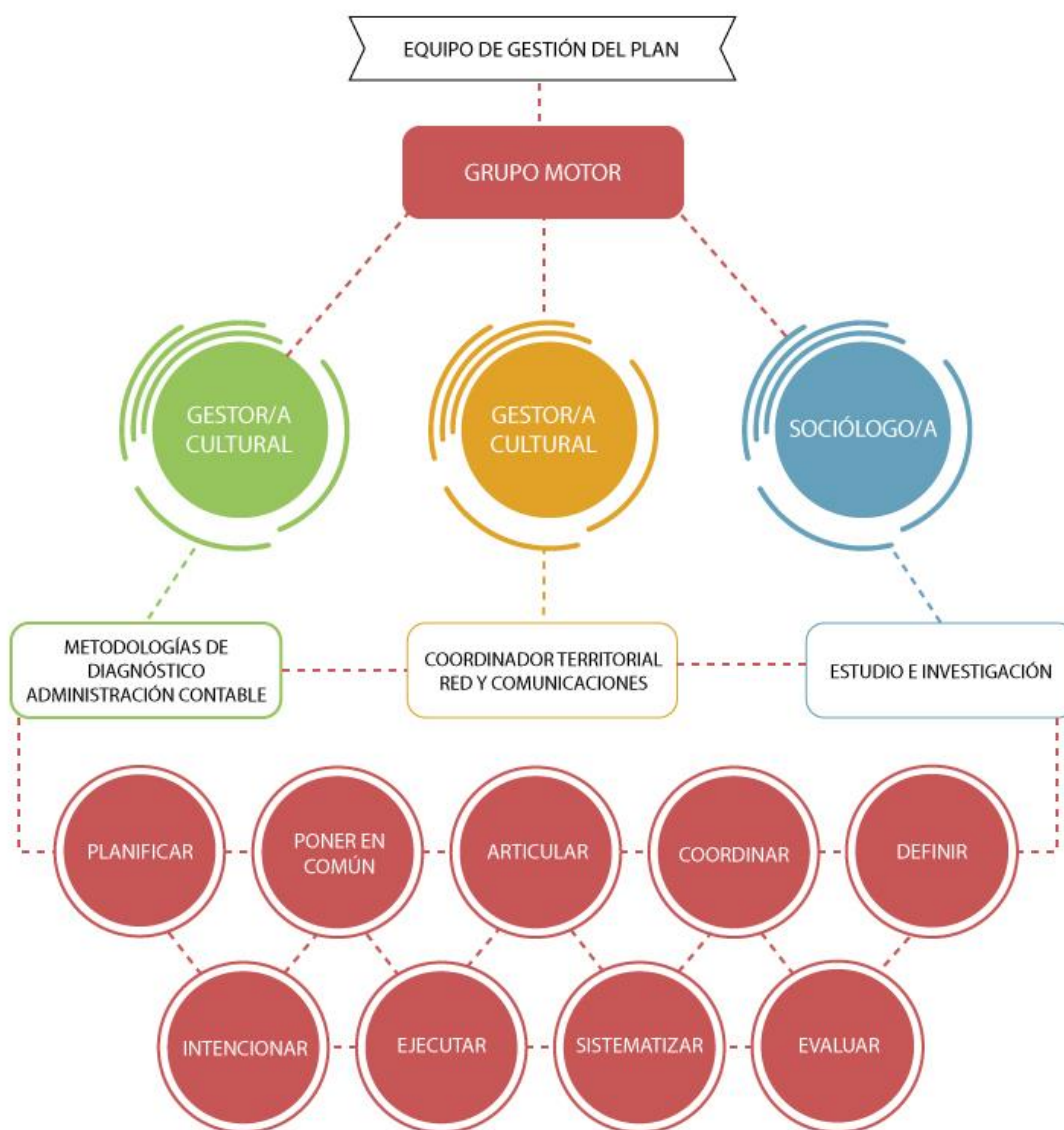 EQUIPO DE GESTIÓN DEL PLAN
GRUPO MOTOR
GESTOR/A
CULTURAL
GESTOR/A
CULTURAL
SOCIÓLOGO/A
METODOLOGÍAS DE
DIAGNÓSTICO
ADMINISTRACIÓN CONTABLE
COORDINADOR TERRITORIAL
RED Y COMUNICACIONES
ESTUDIO E INVESTIGACIÓN
PLANIFICAR
PONER EN
COMÚN
ARTICULAR
COORDINAR
DEFINIR
INTENCIONAR
EJECUTAR
SISTEMATIZAR
EVALUAR